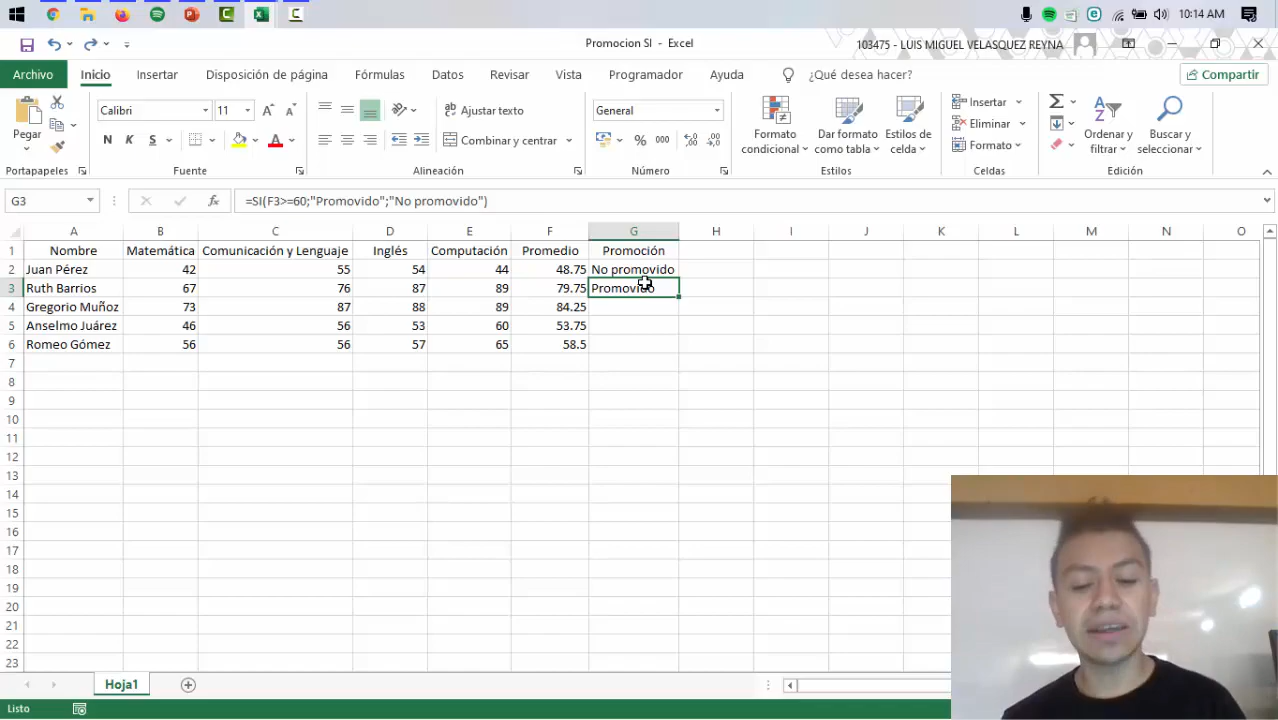 10:14 AM
Promocion SI - Excel
103475 - LUIS MIGUEL VELASQUEZ REYNA
Archivo Inicio Insertar Disposición de página Fórmulas Datos Revisar Vista Programador Ayuda ¿Qué desea hacer? Compartir
Pegar
Calibri 11
Ajustar texto
General
Insertar
N K S
Combinar y centrar
% 000
Formato condicional
Dar formato como tabla
Estilos de celda
Eliminar
Formato
Ordenar y filtrar
Buscar y seleccionar
Portapapeles Fuente Alineación Número Estilos Celdas Edición
G3 fx =SI(F3>=60;"Promovido";"No promovido")
A B C D E F G H I J K L M N O
1 Nombre Matemática Comunicación y Lenguaje Inglés Computación Promedio Promoción
2 Juan Pérez 42 55 54 44 48.75 No promovido
3 Ruth Barrios 67 76 87 89 79.75 Promovido
4 Gregorio Muñoz 73 87 88 89 84.25
5 Anselmo Juárez 46 56 53 60 53.75
6 Romeo Gómez 56 56 57 65 58.5
7
8
9
10
11
12
13
14
15
16
17
18
19
20
21
22
23
Hoja1
Listo